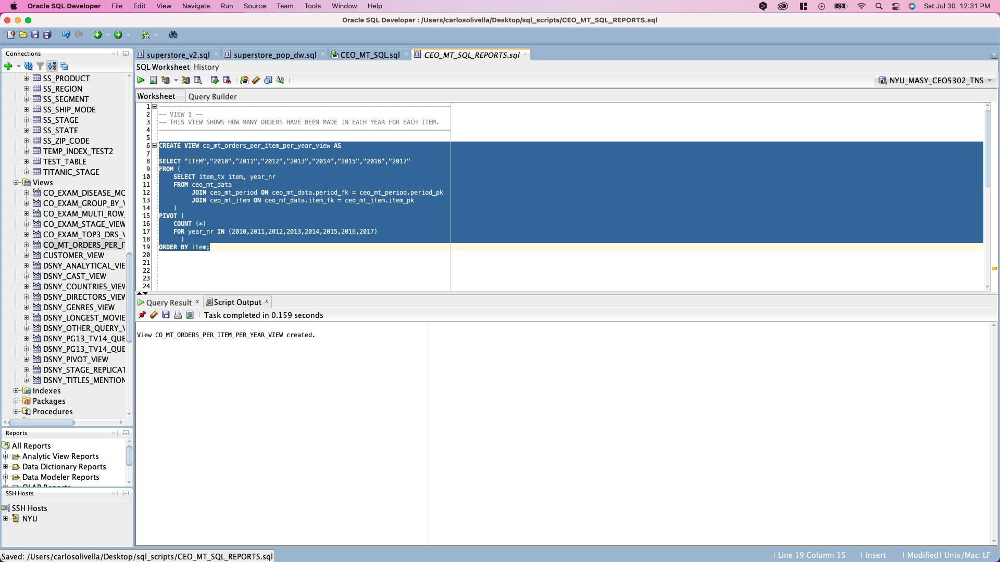 Oracle SQL Developer File Edit View Navigate Run Source Team Tools Window Help Sat Jul 30 12:31 PM
Oracle SQL Developer : /Users/carlosolivella/Desktop/sql_scripts/CEO_MT_SQL_REPORTS.sql
Connections
SS_PRODUCT
SS_REGION
SS_SEGMENT
SS_SHIP_MODE
SS_STAGE
SS_STATE
SS_ZIP_CODE
TEMP_INDEX_TEST2
TEST_TABLE
TITANIC_STAGE
Views
CO_EXAM_DISEASE_MO
CO_EXAM_GROUP_BY_V
CO_EXAM_MULTI_ROW_
CO_EXAM_STAGE_VIEW
CO_EXAM_TOP3_DRS_V
CO_MT_ORDERS_PER_IT
CUSTOMER_VIEW
DSNY_ANALYTICAL_VIE
DSNY_CAST_VIEW
DSNY_COUNTRIES_VIEW
DSNY_DIRECTORS_VIEW
DSNY_GENRES_VIEW
DSNY_LONGEST_MOVIE
DSNY_OTHER_QUERY_V
DSNY_PG13_TV14_QUE
DSNY_PG13_TV14_QUE
DSNY_PIVOT_VIEW
DSNY_STAGE_REPLICAT
DSNY_TITLES_MENTION
Indexes
Packages
Procedures
Reports
All Reports
Analytic View Reports
Data Dictionary Reports
Data Modeler Reports
OLAP Reports
SSH Hosts
SSH Hosts
NYU
superstore_v2.sql superstore_pop_dw.sql CEO_MT_SQL.sql CEO_MT_SQL_REPORTS.sql
SQL Worksheet History
NYU_MASY_CEO5302_TNS
Worksheet Query Builder
1
2 -- VIEW 1 --
3 -- THIS VIEW SHOWS HOW MANY ORDERS HAVE BEEN MADE IN EACH YEAR FOR EACH ITEM.
4
5
6 CREATE VIEW co_mt_orders_per_item_per_year_view AS
7
8 SELECT "ITEM","2010","2011","2012","2013","2014","2015","2016","2017"
9 FROM (
10 SELECT item_tx item, year_nr
11 FROM ceo_mt_data
12 JOIN ceo_mt_period ON ceo_mt_data.period_fk = ceo_mt_period.period_pk
13 JOIN ceo_mt_item ON ceo_mt_data.item_fk = ceo_mt_item.item_pk
14 )
15 PIVOT (
16 COUNT (*)
17 FOR year_nr IN (2010,2011,2012,2013,2014,2015,2016,2017)
18 )
19 ORDER BY item;
20
21
22
23
24
Query Result x Script Output x
Task completed in 0.159 seconds
View CO_MT_ORDERS_PER_ITEM_PER_YEAR_VIEW created.
Saved: /Users/carlosolivella/Desktop/sql_scripts/CEO_MT_SQL_REPORTS.sql
Line 19 Column 15 Insert Modified Unix/Mac: LF